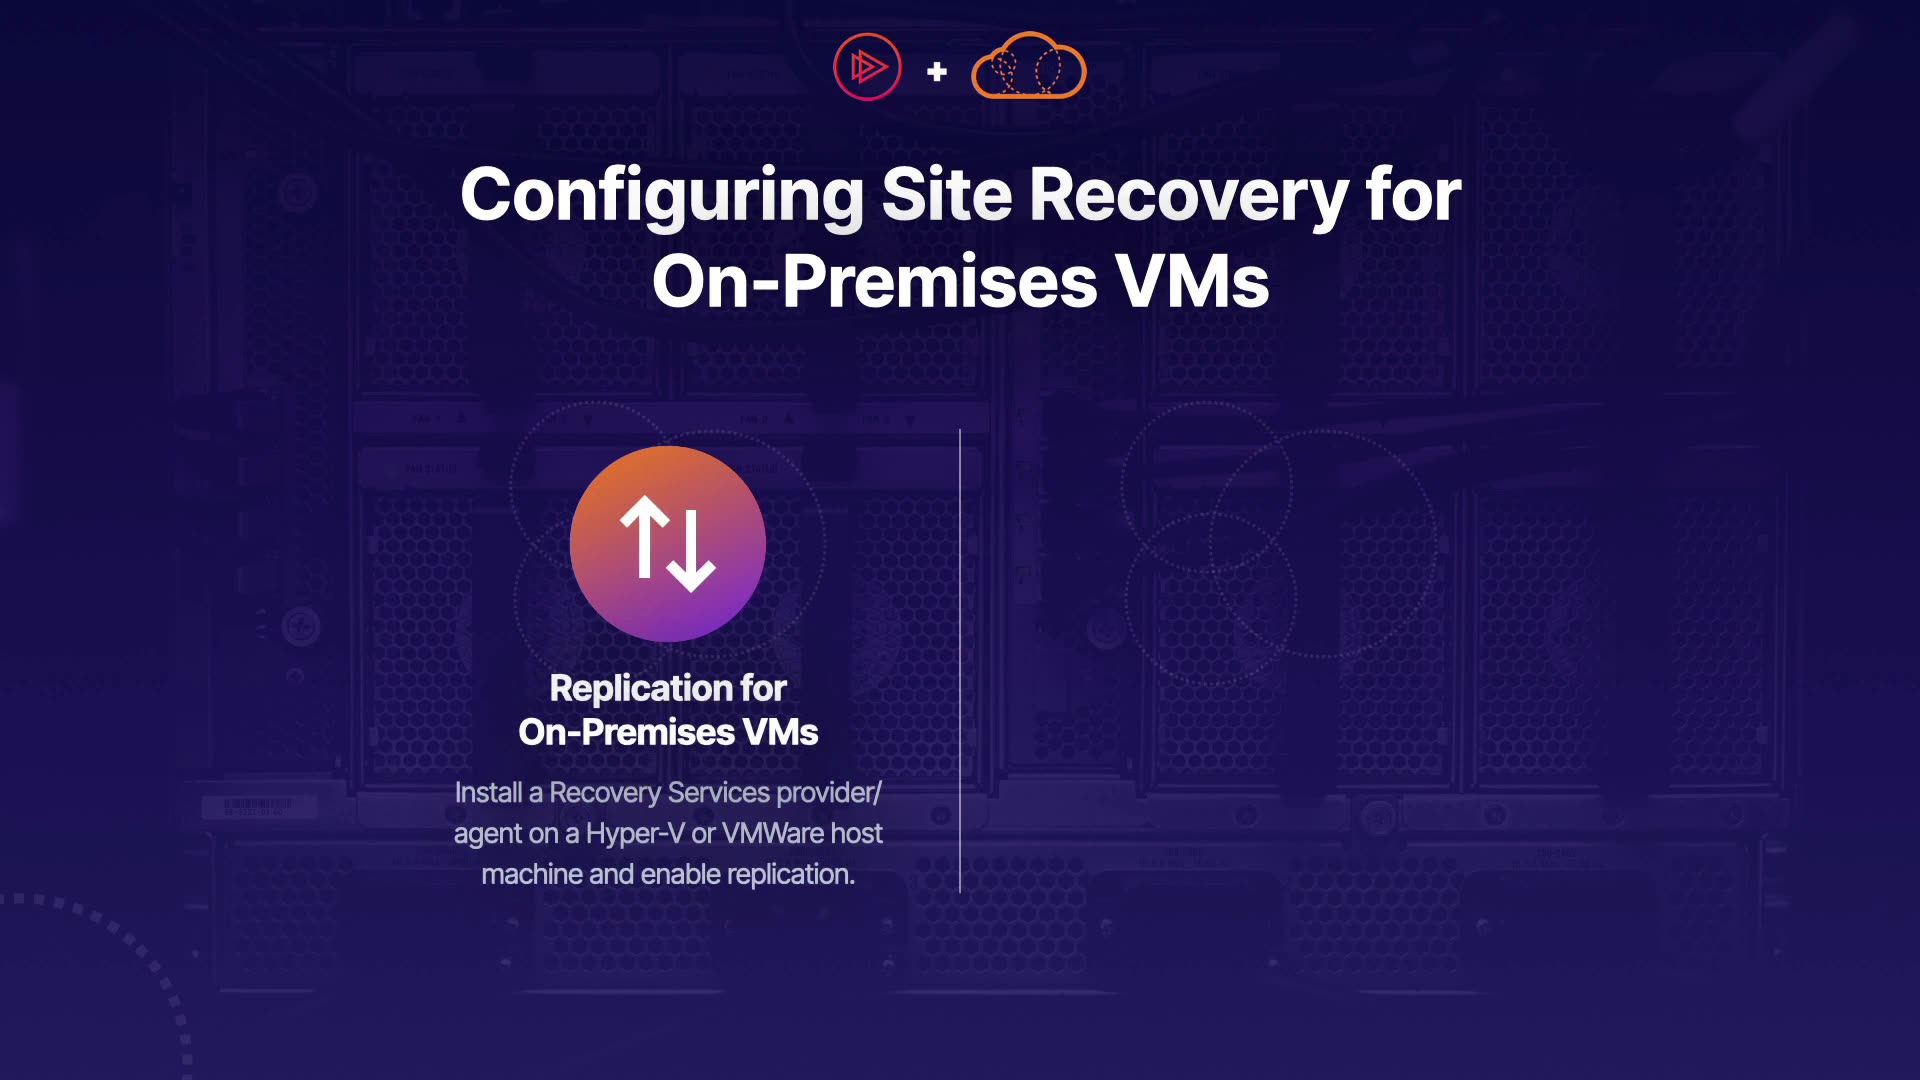 Configuring Site Recovery for
On-Premises VMs
Replication for
On-Premises VMs
Install a Recovery Services provider/
agent on a Hyper-V or VMWare host
machine and enable replication.